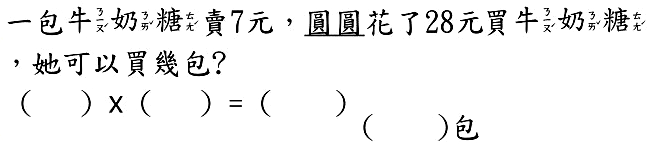 一包牛ㄋㄧㄡˊ奶ㄋㄞˇ糖ㄊㄤˊ賣7元，圓圓花了28元買牛ㄋㄧㄡˊ奶ㄋㄞˇ糖ㄊㄤˊ
，她可以買幾包?
(    ) X (    ) = (    )
(    )包